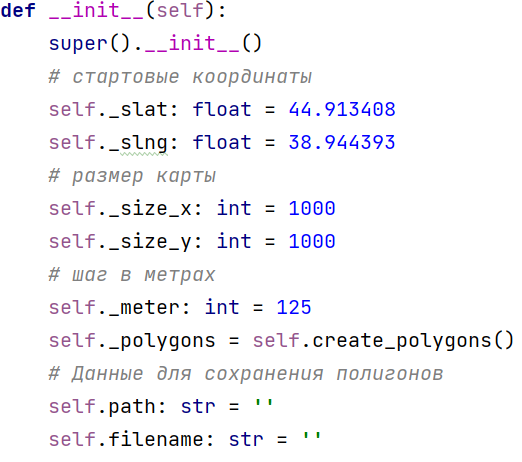 def __init__(self):
    super().__init__()
    # стартовые координаты
    self._slat: float = 44.913408
    self._slng: float = 38.944393
    # размер карты
    self._size_x: int = 1000
    self._size_y: int = 1000
    # шаг в метрах
    self._meter: int = 125
    self._polygons = self.create_polygons()
    # Данные для сохранения полигонов
    self.path: str = ''
    self.filename: str = ''